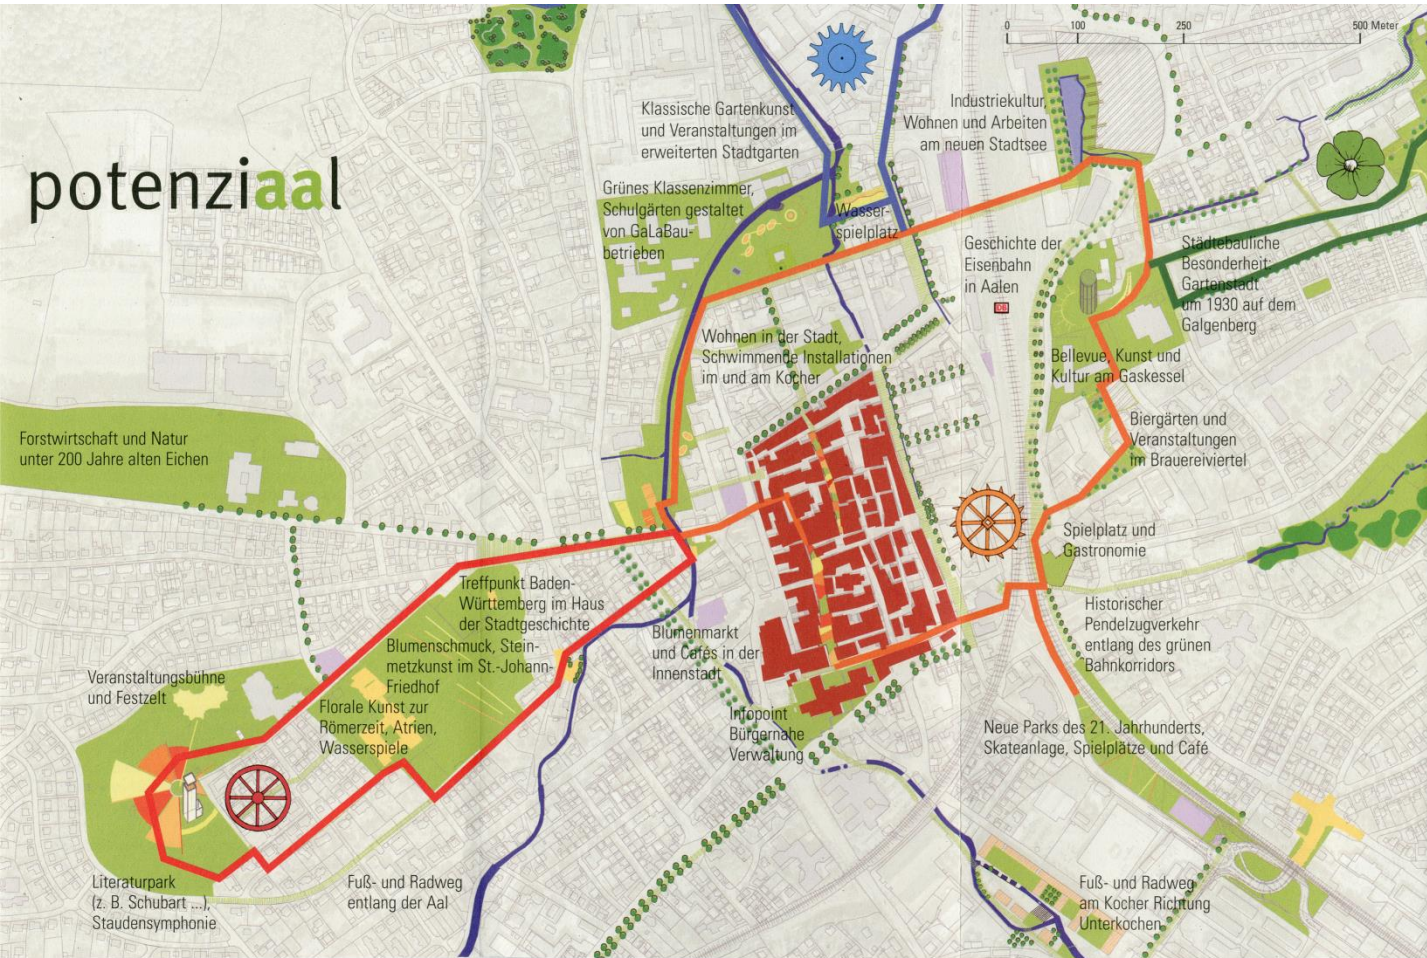 0 100 250 500 Meter
Klassische Gartenkunst
und Veranstaltungen im
erweiterten Stadtgarten
Industriekultur,
Wohnen und Arbeiten
am neuen Stadtsee
potenziaal
Grünes Klassenzimmer,
Schulgärten gestaltet
von GaLaBau-
betrieben
Wasser-
spielplatz
Geschichte der
Eisenbahn
in Aalen
DB
Städtebauliche
Besonderheit:
Gartenstadt
um 1930 auf dem
Galgenberg
Wohnen in der Stadt,
Schwimmende Installationen
im und am Kocher
Bellevue, Kunst und
Kultur am Gaskessel
Biergärten und
Veranstaltungen
im Brauereiviertel
Forstwirtschaft und Natur
unter 200 Jahre alten Eichen
Spielplatz und
Gastronomie
Treffpunkt Baden-
Württemberg im Haus
der Stadtgeschichte
Historischer
Pendelzugverkehr
entlang des grünen
Bahnkorridors
Blumenmarkt
und Cafés in der
Innenstadt
Blumenschmuck, Stein-
metzkunst im St.-Johann-
Friedhof
Veranstaltungsbühne
und Festzelt
Florale Kunst zur
Römerzeit, Atrien,
Wasserspiele
Infopoint
Bürgernahe
Verwaltung
Neue Parks des 21. Jahrhunderts,
Skateanlage, Spielplätze und Café
Literaturpark
(z. B. Schubart ...),
Staudensymphonie
Fuß- und Radweg
entlang der Aal
Fuß- und Radweg
am Kocher Richtung
Unterkochen